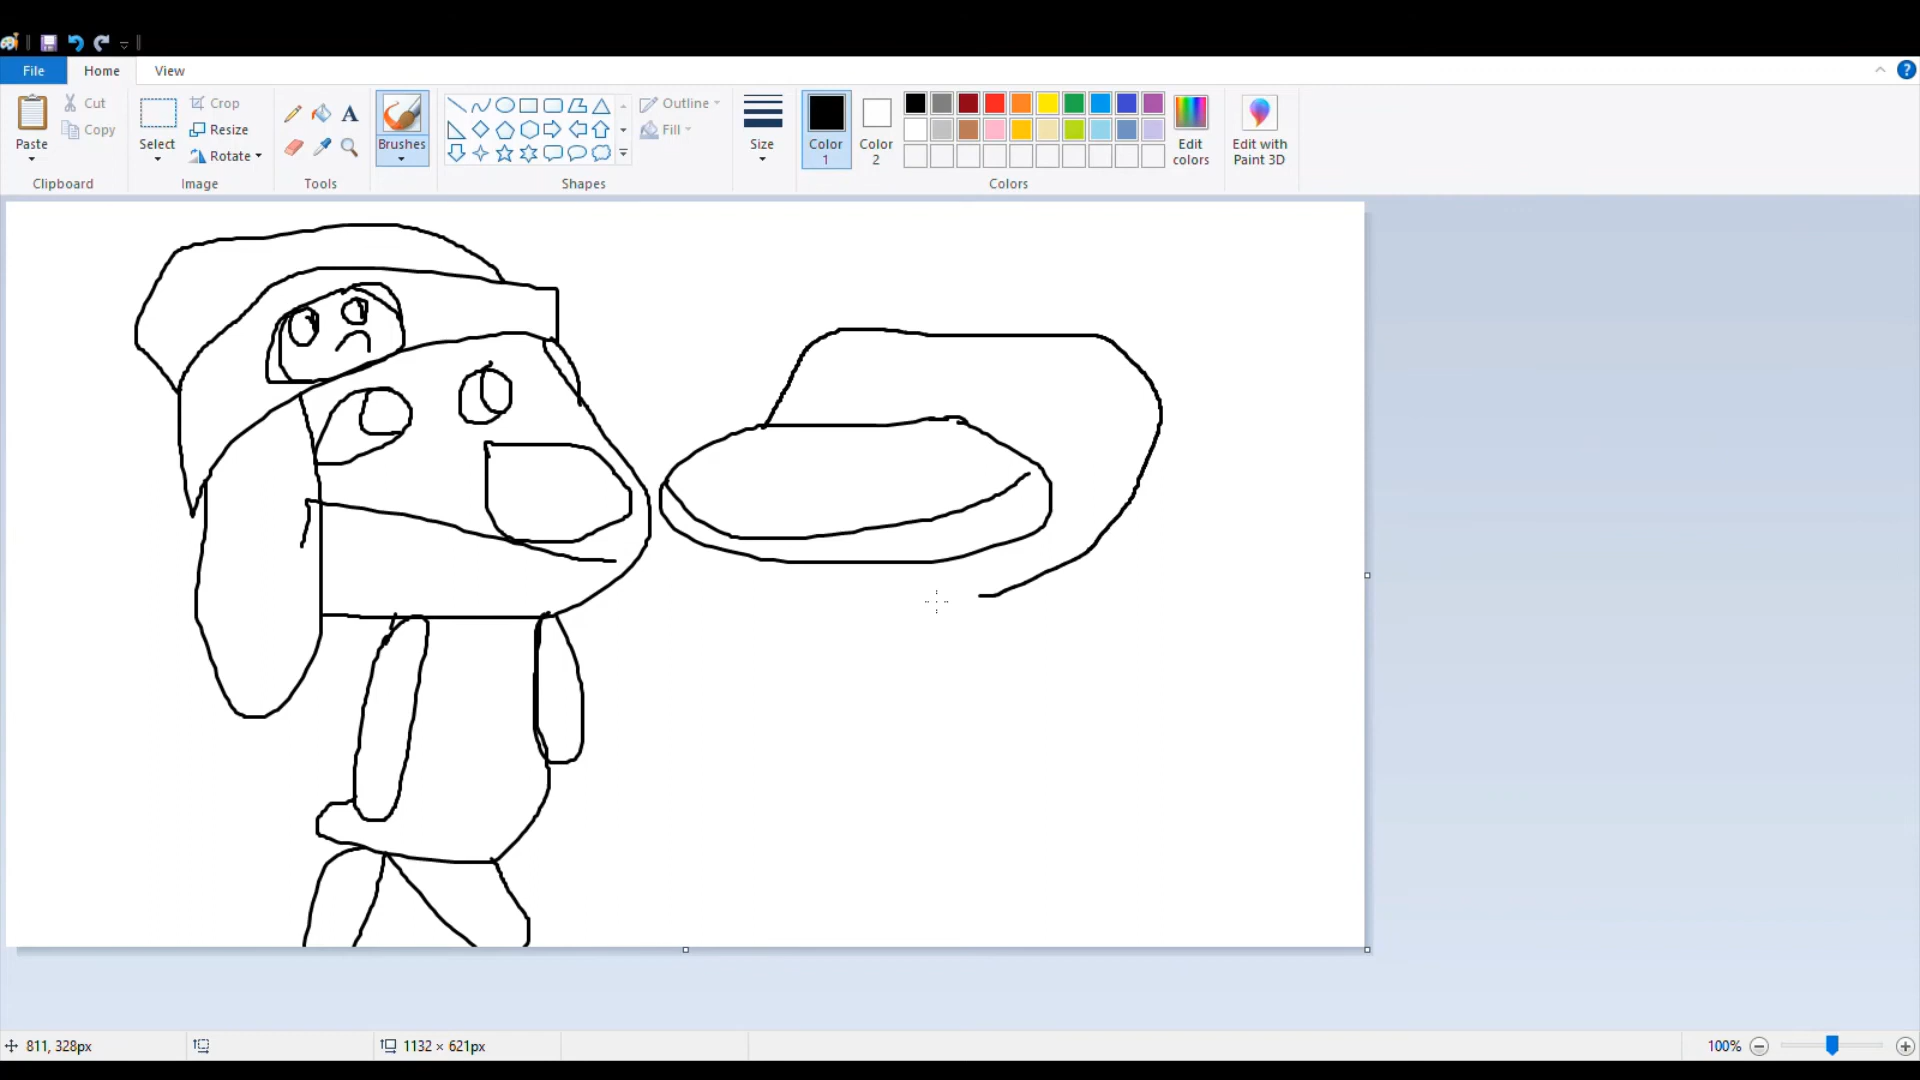 File Home View ?
Cut
Copy
Paste
Clipboard
Select
Crop
Resize
Rotate
Image
A
Tools
Brushes
Shapes
Outline
Fill
Size
Color
1
Color
2
Edit
colors
Colors
Edit with
Paint 3D
811, 328px 1132 × 621px 100%